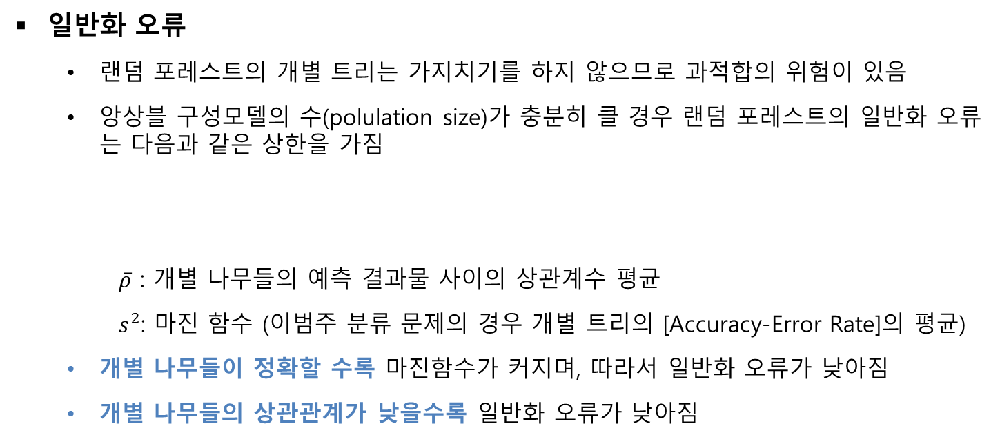 ▪ 일반화 오류
• 랜덤 포레스트의 개별 트리는 가지치기를 하지 않으므로 과적합의 위험이 있음
• 앙상블 구성모델의 수(polulation size)가 충분히 클 경우 랜덤 포레스트의 일반화 오류
는 다음과 같은 상한을 가짐
ρ̄ : 개별 나무들의 예측 결과물 사이의 상관계수 평균
s²: 마진 함수 (이범주 분류 문제의 경우 개별 트리의 [Accuracy-Error Rate]의 평균)
• 개별 나무들이 정확할 수록 마진함수가 커지며, 따라서 일반화 오류가 낮아짐
• 개별 나무들의 상관관계가 낮을수록 일반화 오류가 낮아짐